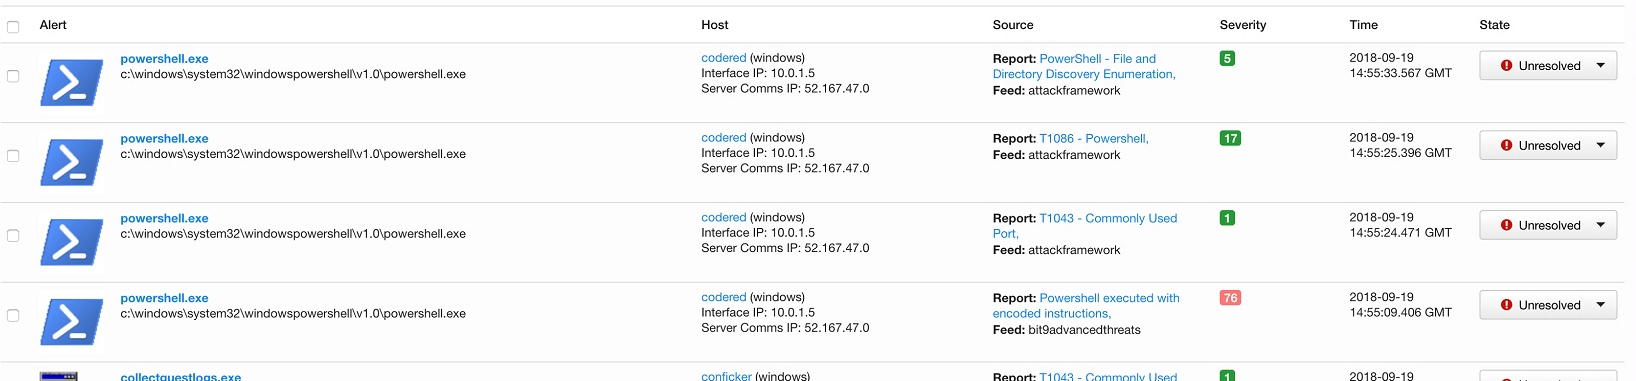 Alert Host Source Severity Time State
powershell.exe codered (windows) Report: PowerShell - File and 5 2018-09-19 Unresolved
c:\windows\system32\windowspowershell\v1.0\powershell.exe Interface IP: 10.0.1.5 Directory Discovery Enumeration, 14:55:33.567 GMT
Server Comms IP: 52.167.47.0 Feed: attackframework
powershell.exe codered (windows) Report: T1086 - Powershell, 17 2018-09-19 Unresolved
c:\windows\system32\windowspowershell\v1.0\powershell.exe Interface IP: 10.0.1.5 Feed: attackframework 14:55:25.396 GMT
Server Comms IP: 52.167.47.0
powershell.exe codered (windows) Report: T1043 - Commonly Used 1 2018-09-19 Unresolved
c:\windows\system32\windowspowershell\v1.0\powershell.exe Interface IP: 10.0.1.5 Port, 14:55:24.471 GMT
Server Comms IP: 52.167.47.0 Feed: attackframework
powershell.exe codered (windows) Report: Powershell executed with 76 2018-09-19 Unresolved
c:\windows\system32\windowspowershell\v1.0\powershell.exe Interface IP: 10.0.1.5 encoded instructions, 14:55:09.406 GMT
Server Comms IP: 52.167.47.0 Feed: bit9advancedthreats
collectguestlogs.exe conficker (windows) Report: T1043 - Commonly Used 1 2018-09-19